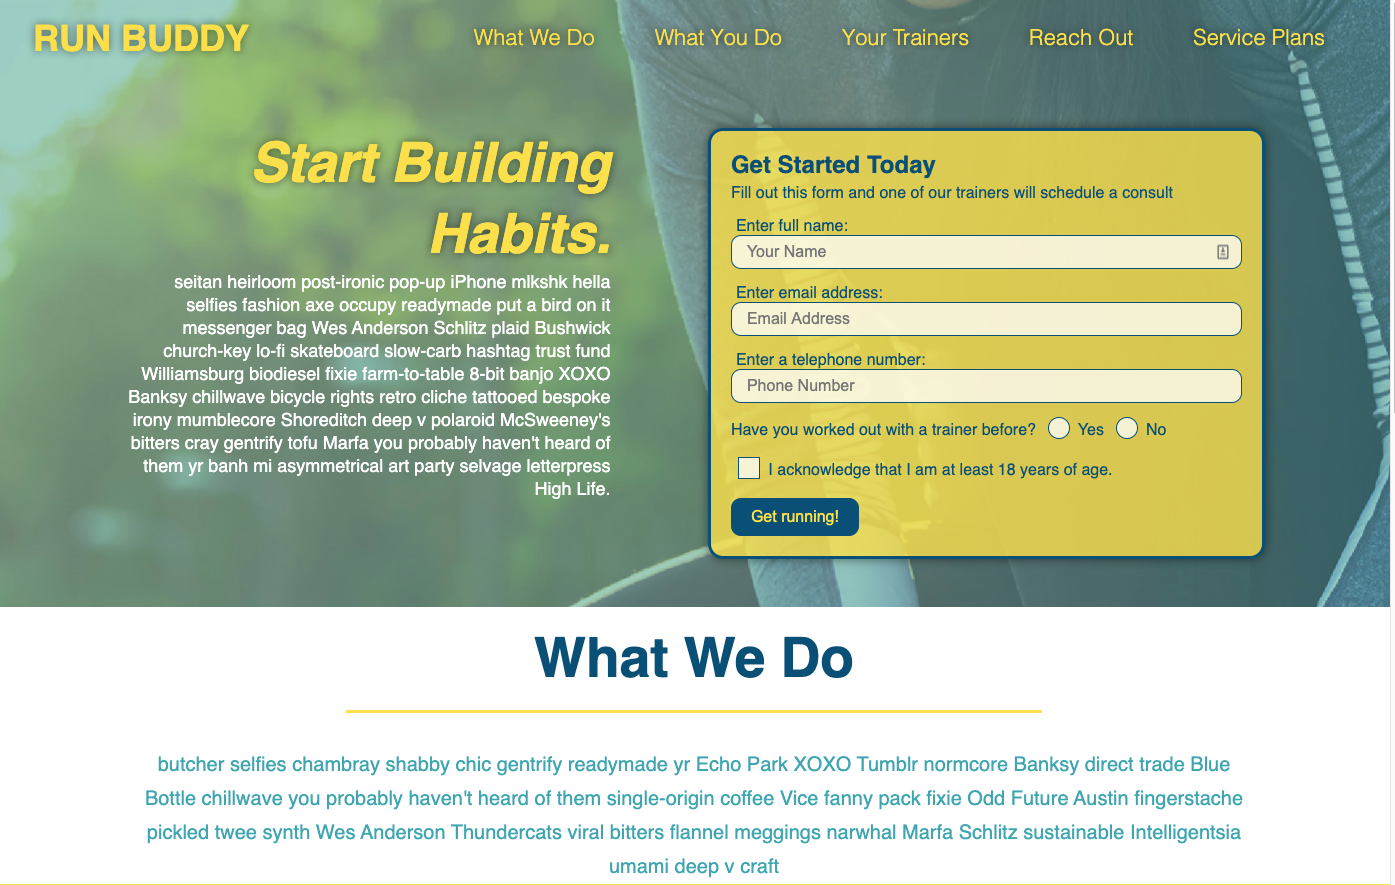 RUN BUDDY
What We Do
What You Do
Your Trainers
Reach Out
Service Plans
Start Building
Habits.
seitan heirloom post-ironic pop-up iPhone mlkshk hella
selfies fashion axe occupy readymade put a bird on it
messenger bag Wes Anderson Schlitz plaid Bushwick
church-key lo-fi skateboard slow-carb hashtag trust fund
Williamsburg biodiesel fixie farm-to-table 8-bit banjo XOXO
Banksy chillwave bicycle rights retro cliche tattooed bespoke
irony mumblecore Shoreditch deep v polaroid McSweeney's
bitters cray gentrify tofu Marfa you probably haven't heard of
them yr banh mi asymmetrical art party selvage letterpress
High Life.
Get Started Today
Fill out this form and one of our trainers will schedule a consult
Enter full name:
Your Name
Enter email address:
Email Address
Enter a telephone number:
Phone Number
Have you worked out with a trainer before? Yes No
I acknowledge that I am at least 18 years of age.
Get running!
What We Do
butcher selfies chambray shabby chic gentrify readymade yr Echo Park XOXO Tumblr normcore Banksy direct trade Blue
Bottle chillwave you probably haven't heard of them single-origin coffee Vice fanny pack fixie Odd Future Austin fingerstache
pickled twee synth Wes Anderson Thundercats viral bitters flannel meggings narwhal Marfa Schlitz sustainable Intelligentsia
umami deep v craft